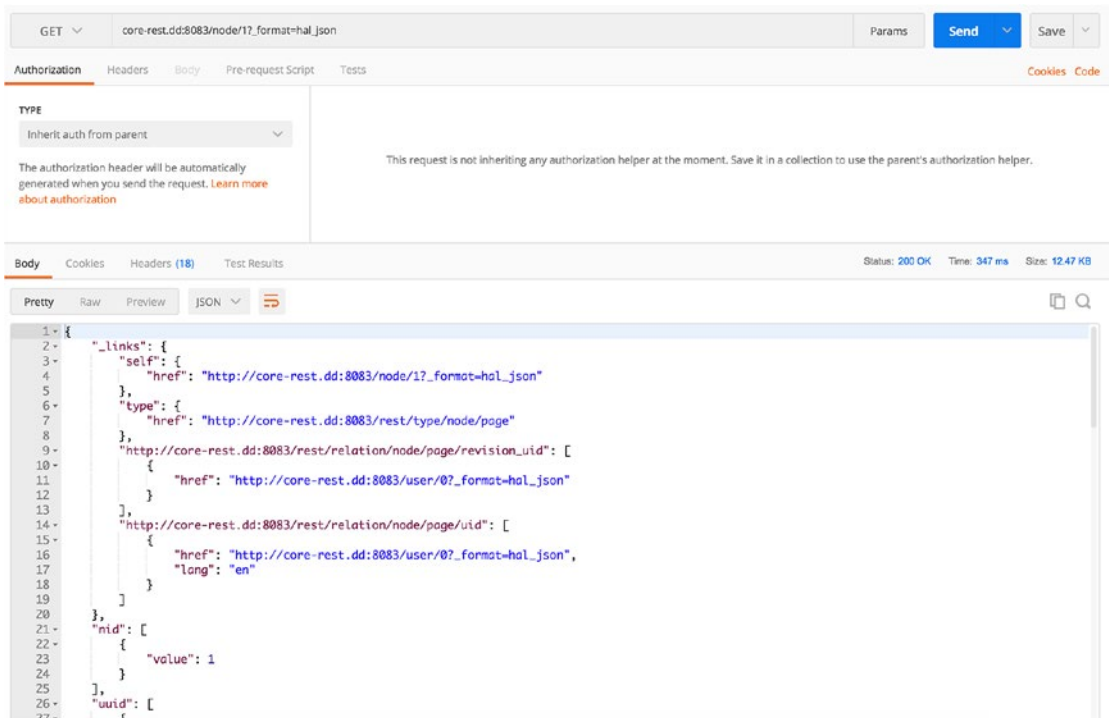 GET core-rest.dd:8083/node/1?_format=hal_json Params Send Save
Authorization Headers Body Pre-request Script Tests Cookies Code
TYPE
Inherit auth from parent
The authorization header will be automatically
generated when you send the request. Learn more
about authorization
This request is not inheriting any authorization helper at the moment. Save it in a collection to use the parent's authorization helper.
Body Cookies Headers (18) Test Results Status: 200 OK Time: 347 ms Size: 12.47 KB
Pretty Raw Preview JSON
1 {
2 "_links": {
3 "self": {
4 "href": "http://core-rest.dd:8083/node/1?_format=hal_json"
5 },
6 "type": {
7 "href": "http://core-rest.dd:8083/rest/type/node/page"
8 },
9 "http://core-rest.dd:8083/rest/relation/node/page/revision_uid": [
10 {
11 "href": "http://core-rest.dd:8083/user/0?_format=hal_json"
12 }
13 ],
14 "http://core-rest.dd:8083/rest/relation/node/page/uid": [
15 {
16 "href": "http://core-rest.dd:8083/user/0?_format=hal_json",
17 "lang": "en"
18 }
19 ]
20 },
21 "nid": [
22 {
23 "value": 1
24 }
25 ],
26 "uuid": [
27 {